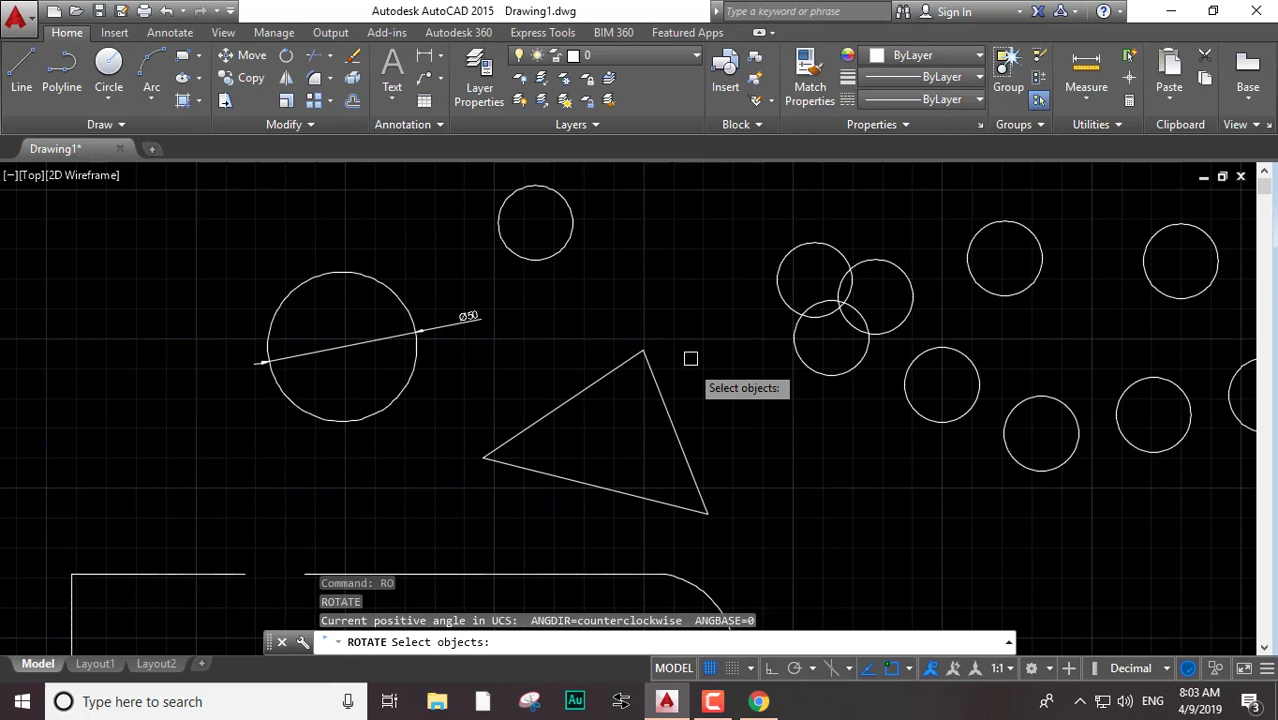 Autodesk AutoCAD 2015 Drawing1.dwg
Type a keyword or phrase
Sign In
Home Insert Annotate View Manage Output Add-ins Autodesk 360 Express Tools BIM 360 Featured Apps
Line
Polyline
Circle
Arc
Move
Copy
Text
Layer
Properties
0
Insert
Match
Properties
ByLayer
ByLayer
ByLayer
Group
Measure
Paste
Base
Draw Modify Annotation Layers Block Properties Groups Utilities Clipboard View
Drawing1*
[−][Top][2D Wireframe]
Ø50
Select objects:
Command: RO
ROTATE
Current positive angle in UCS: ANGDIR=counterclockwise ANGBASE=0
ROTATE Select objects:
Model Layout1 Layout2
MODEL
1:1
Decimal
Type here to search
Au
ENG
8:03 AM
4/9/2019
3